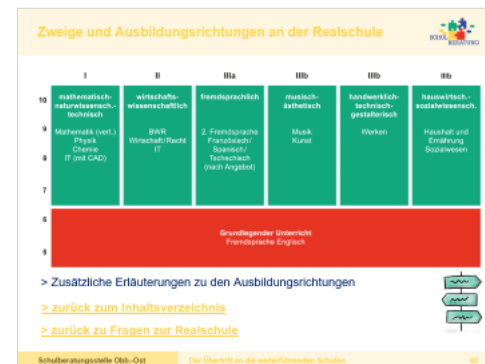 Zweige und Ausbildungsrichtungen an der Realschule
SCHUL
BERATUNG
I II IIIa IIIb IIIb IIIb
10
9
8
7
6
5
mathematisch-
naturwissensch.-
technisch
Mathematik (vert.)
Physik
Chemie
IT (mit CAD)
wirtschafts-
wissenschaftlich
BWR
Wirtschaft/Recht
IT
fremdsprachlich
2. Fremdsprache
Französisch/
Spanisch/
Tschechisch
(nach Angebot)
musisch-
ästhetisch
Musik
Kunst
handwerklich-
technisch-
gestalterisch
Werken
hauswirtsch.-
sozialwissensch.
Haushalt und
Ernährung
Sozialwesen
Grundlegender Unterricht
Fremdsprache Englisch
> Zusätzliche Erläuterungen zu den Ausbildungsrichtungen
> zurück zum Inhaltsverzeichnis
> zurück zu Fragen zur Realschule
Schulberatungsstelle Obb.-Ost
Der Übertritt an die weiterführenden Schulen